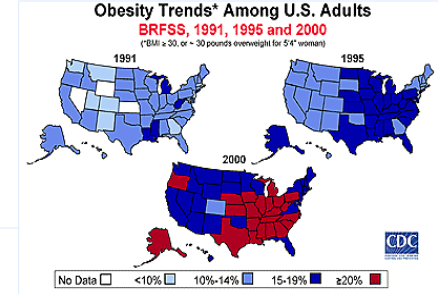 Obesity Trends* Among U.S. Adults
BRFSS, 1991, 1995 and 2000
(*BMI ≥ 30, or ~ 30 pounds overweight for 5'4" woman)
1991
1995
2000
CDC
No Data <10% 10%-14% 15-19% ≥20%